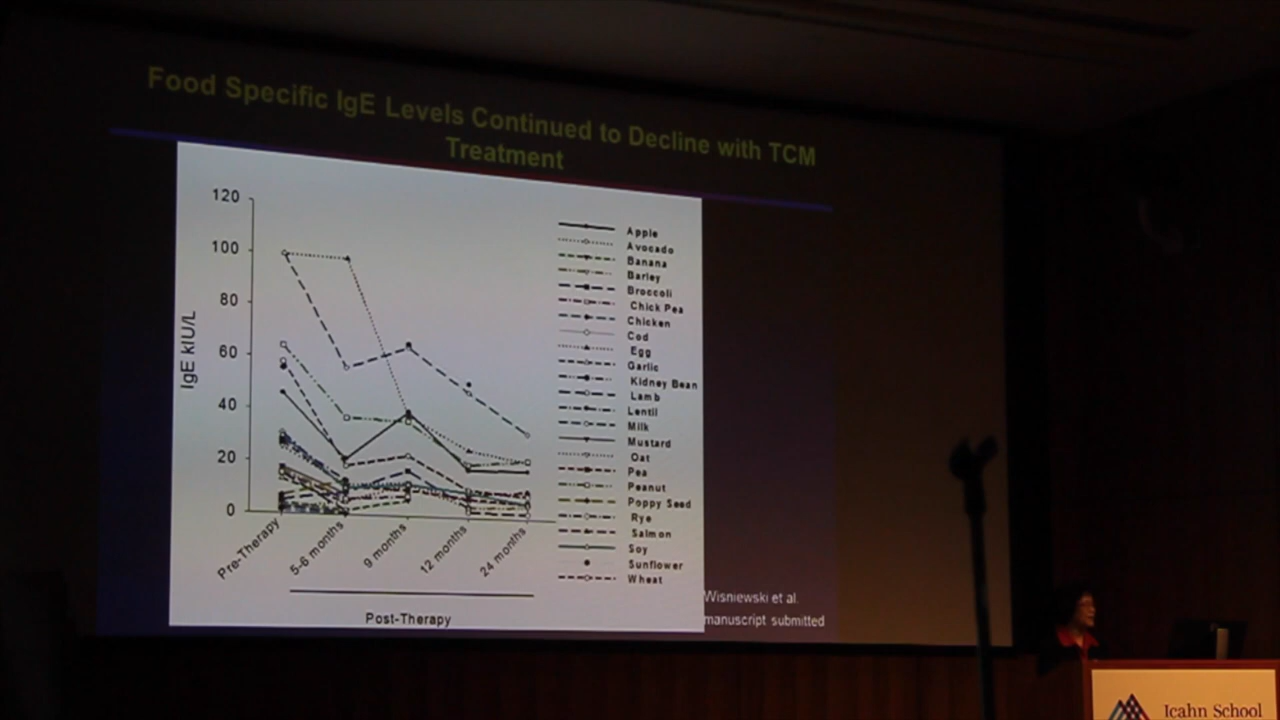 Food Specific IgE Levels Continued to Decline with TCM
Treatment
120
100
80
60
40
20
0
IgE kIU/L
Pre-Therapy
5-6 months
9 months
12 months
24 months
Post-Therapy
Apple
Avocado
Banana
Barley
Broccoli
Chick Pea
Chicken
Cod
Egg
Garlic
Kidney Bean
Lamb
Lentil
Milk
Mustard
Oat
Pea
Peanut
Poppy Seed
Rye
Salmon
Soy
Sunflower
Wheat
Wisniewski et al.
manuscript submitted
Icahn School